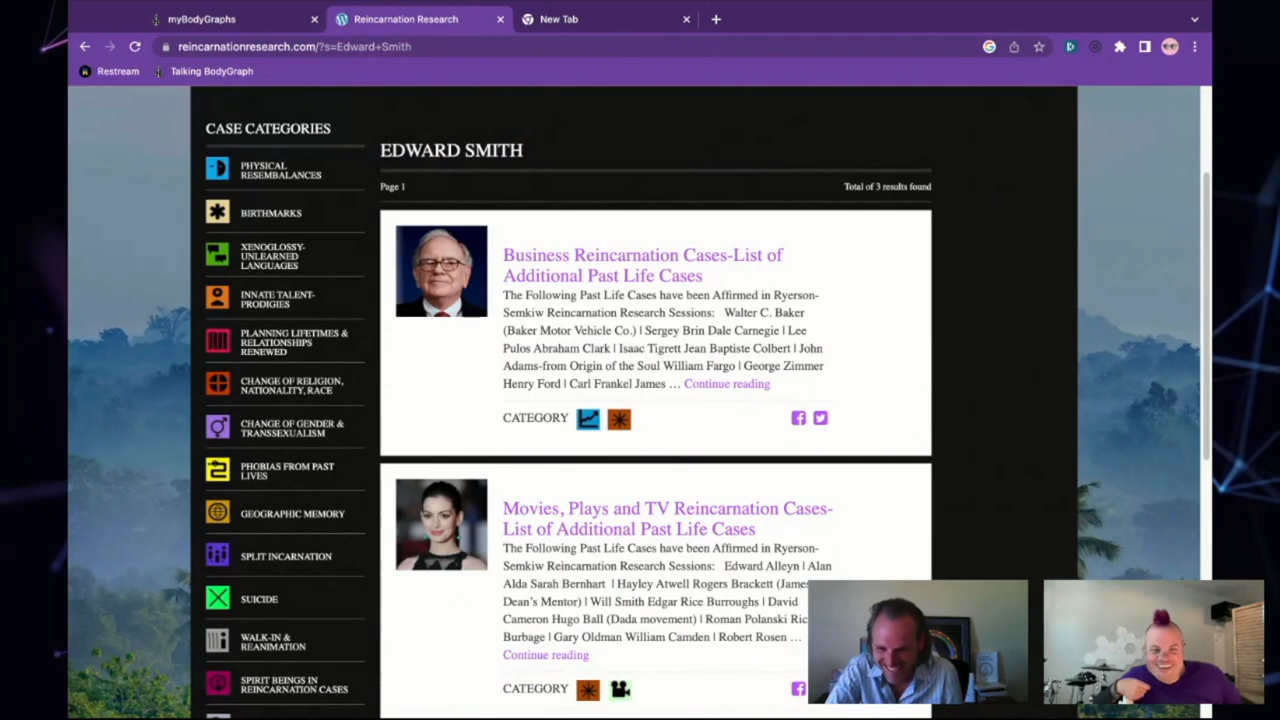 myBodyGraphs
Reincarnation Research
New Tab
reincarnationresearch.com/?s=Edward+Smith
Restream
Talking BodyGraph
CASE CATEGORIES
PHYSICAL
RESEMBALANCES
BIRTHMARKS
XENOGLOSSY-
UNLEARNED
LANGUAGES
INNATE TALENT-
PRODIGIES
PLANNING LIFETIMES &
RELATIONSHIPS
RENEWED
CHANGE OF RELIGION,
NATIONALITY, RACE
CHANGE OF GENDER &
TRANSSEXUALISM
PHOBIAS FROM PAST
LIVES
GEOGRAPHIC MEMORY
SPLIT INCARNATION
SUICIDE
WALK-IN &
REANIMATION
SPIRIT BEINGS IN
REINCARNATION CASES
EDWARD SMITH
Page 1
Total of 3 results found
Business Reincarnation Cases-List of
Additional Past Life Cases
The Following Past Life Cases have been Affirmed in Ryerson-
Semkiw Reincarnation Research Sessions: Walter C. Baker
(Baker Motor Vehicle Co.) | Sergey Brin Dale Carnegie | Lee
Pulos Abraham Clark | Isaac Tigrett Jean Baptiste Colbert | John
Adams-from Origin of the Soul William Fargo | George Zimmer
Henry Ford | Carl Frankel James … Continue reading
CATEGORY
Movies, Plays and TV Reincarnation Cases-
List of Additional Past Life Cases
The Following Past Life Cases have been Affirmed in Ryerson-
Semkiw Reincarnation Research Sessions: Edward Alleyn | Alan
Alda Sarah Bernhart | Hayley Atwell Rogers Brackett (James
Dean's Mentor) | Will Smith Edgar Rice Burroughs | David
Cameron Hugo Ball (Dada movement) | Roman Polanski Ric
Burbage | Gary Oldman William Camden | Robert Rosen …
Continue reading
CATEGORY